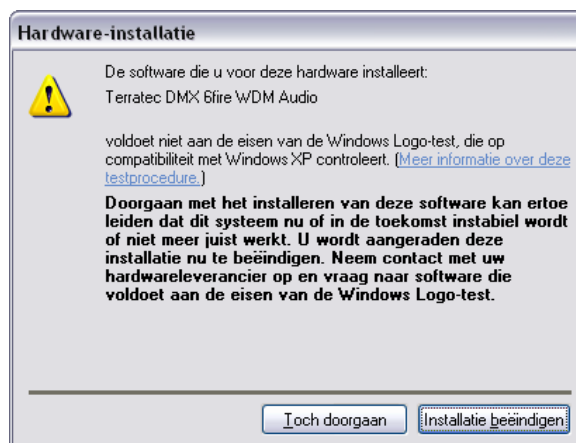 Hardware-installatie
De software die u voor deze hardware installeert:
Terratec DMX 6fire WDM Audio
voldoet niet aan de eisen van de Windows Logo-test, die op
compatibiliteit met Windows XP controleert. (Meer informatie over deze
testprocedure.)
Doorgaan met het installeren van deze software kan ertoe
leiden dat dit systeem nu of in de toekomst instabiel wordt
of niet meer juist werkt. U wordt aangeraden deze
installatie nu te beëindigen. Neem contact met uw
hardwareleverancier op en vraag naar software die
voldoet aan de eisen van de Windows Logo-test.
Toch doorgaan Installatie beëindigen